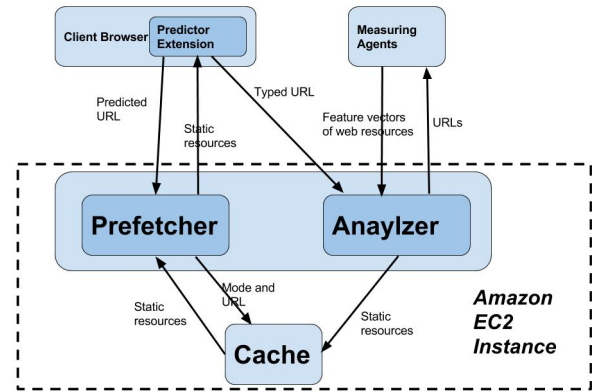 Client Browser
Predictor
Extension
Measuring
Agents
Predicted
URL
Static
resources
Typed URL
Feature vectors
of web resources
URLs
Prefetcher
Anaylzer
Static
resources
Mode and
URL
Static
resources
Cache
Amazon
EC2
Instance